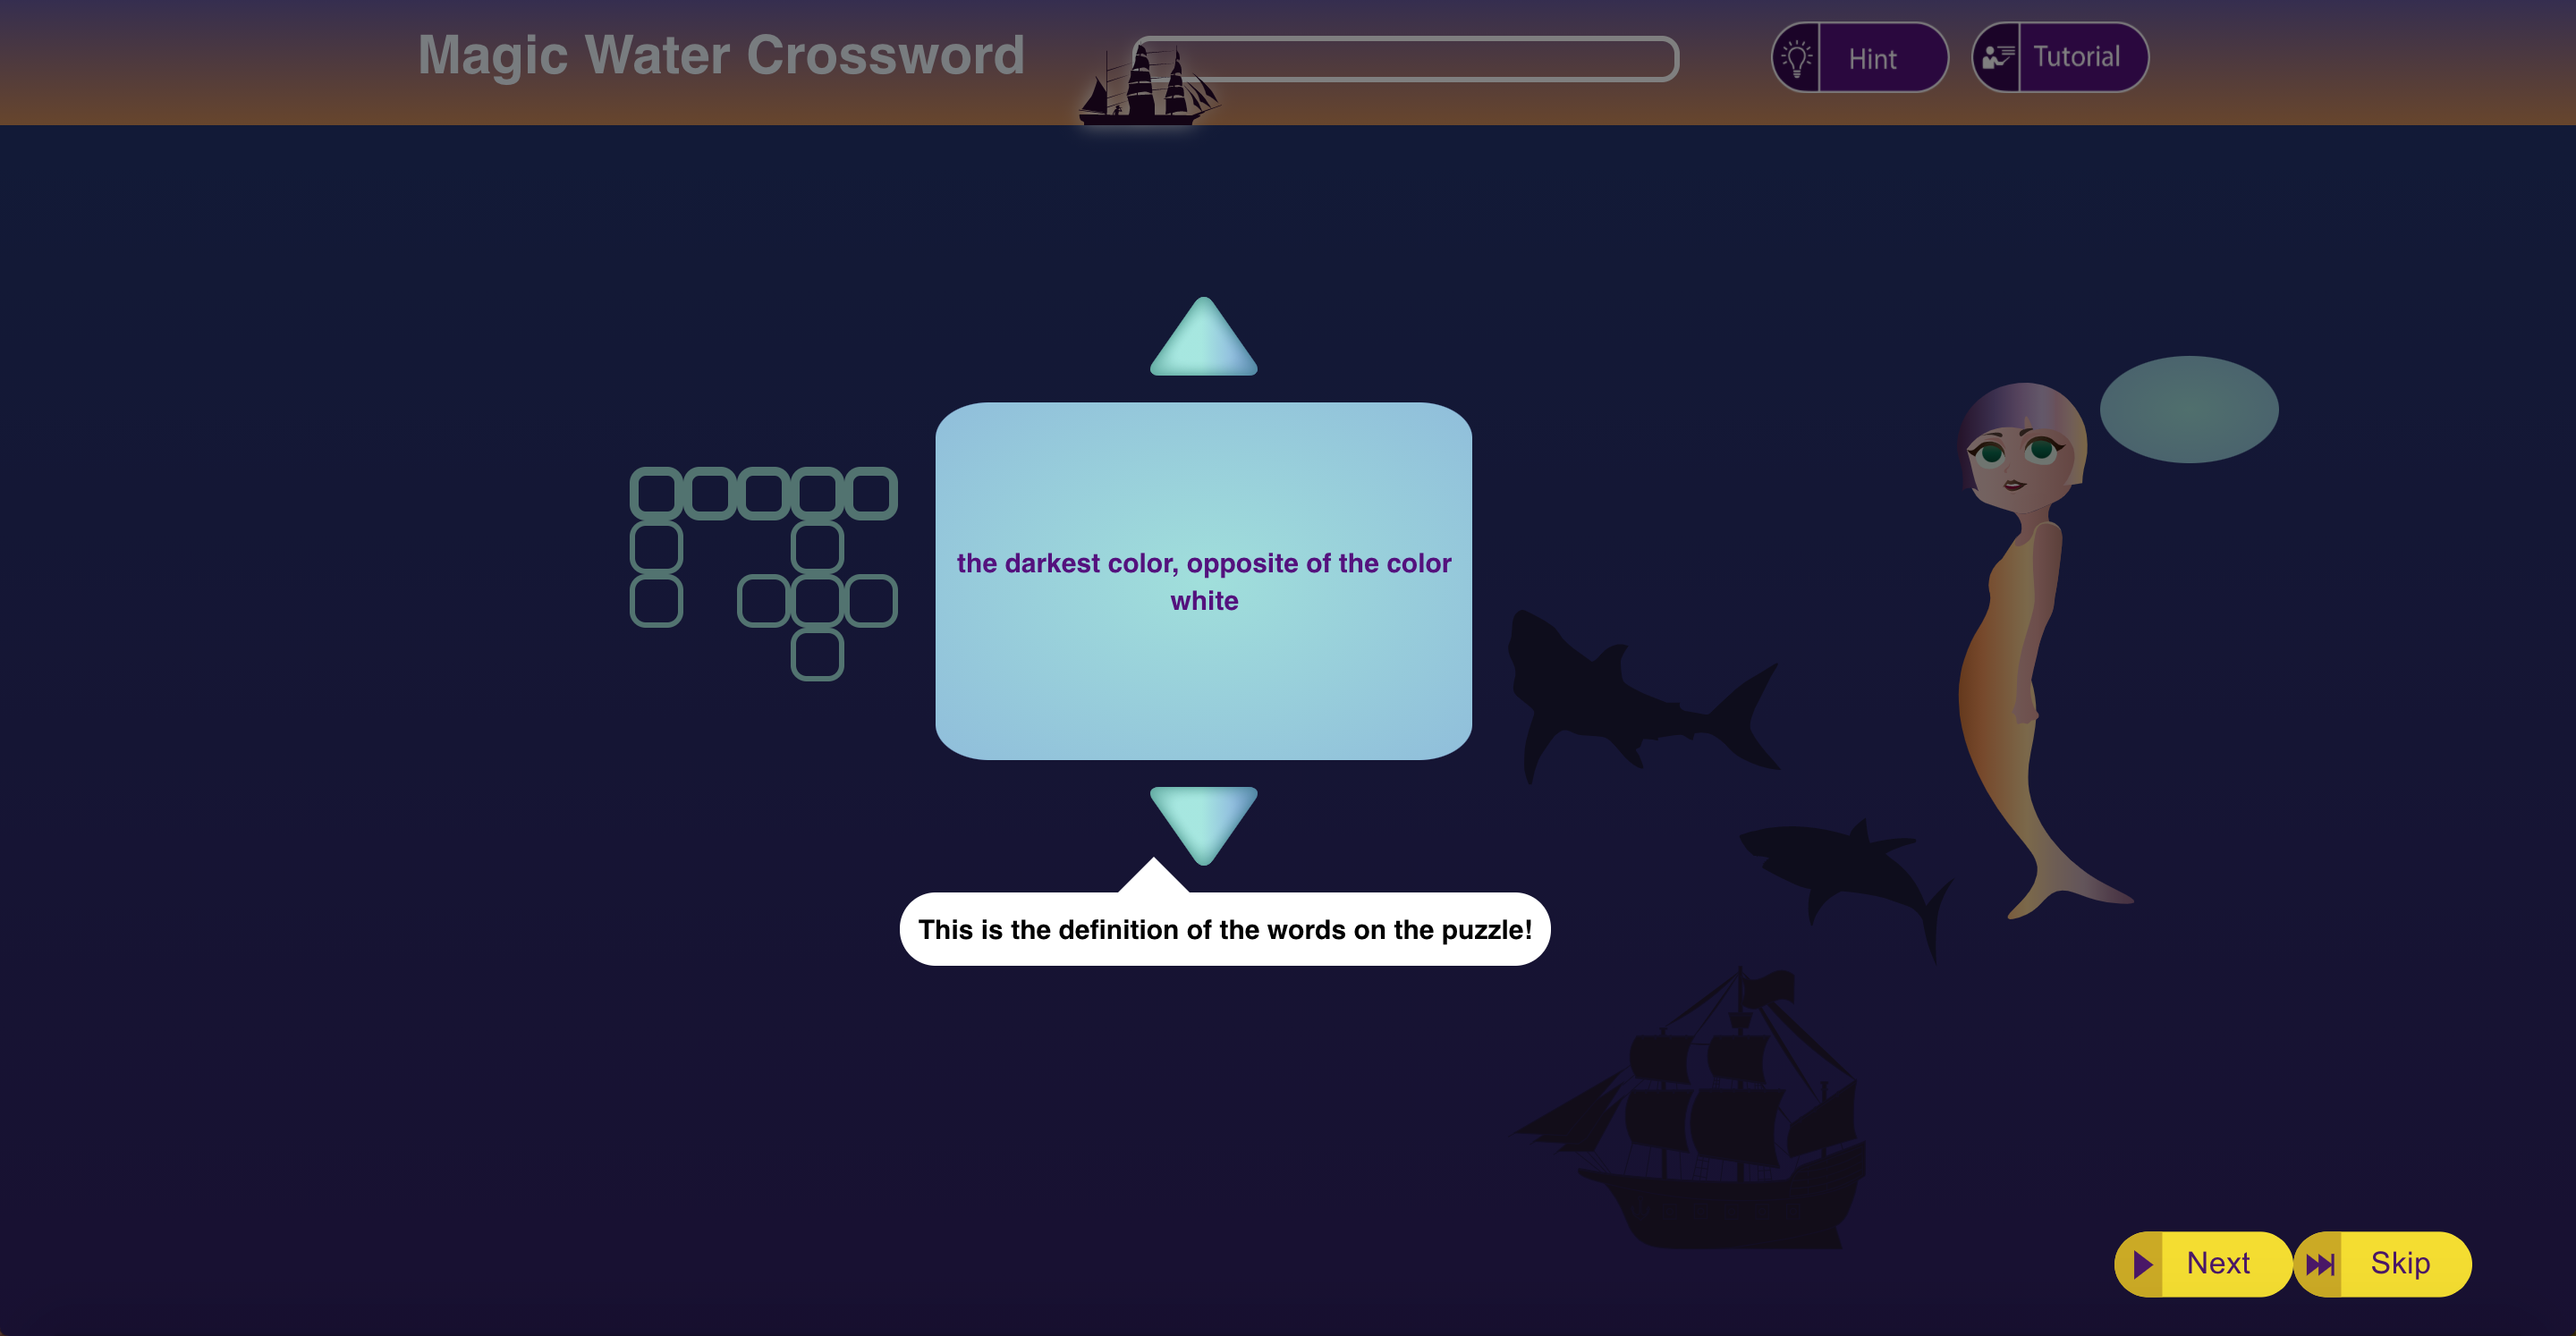 Magic Water Crossword
Hint
Tutorial
the darkest color, opposite of the color
white
This is the definition of the words on the puzzle!
Next
Skip